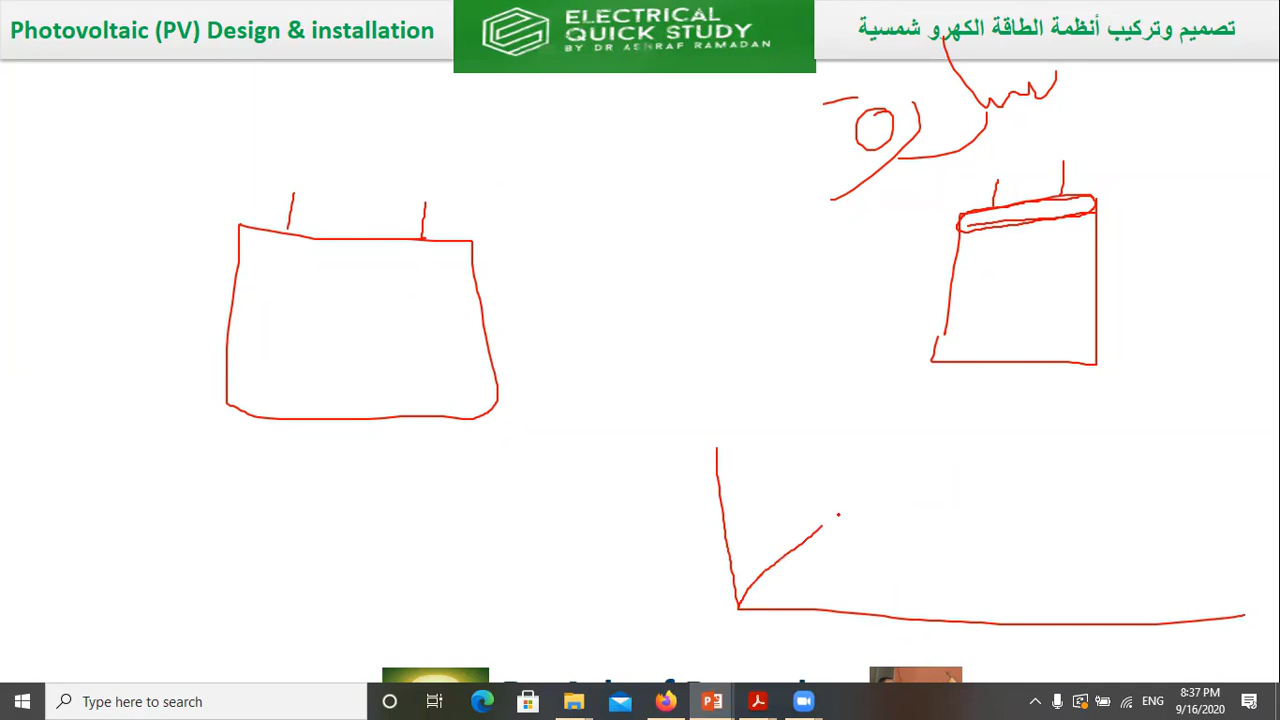 Photovoltaic (PV) Design & installation
ELECTRICAL
QUICK STUDY
BY DR ASHRAF RAMADAN
تصميم وتركيب أنظمة الطاقة الكهرو شمسية
Type here to search
ENG
8:37 PM
9/16/2020